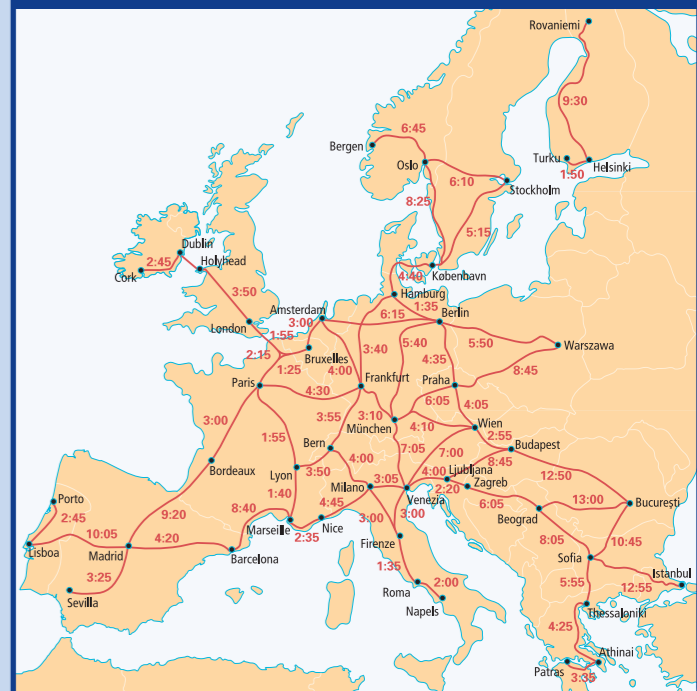 Rovaniemi
9:30
6:45
Bergen
Oslo
Turku
Helsinki
1:50
6:10
Stockholm
8:25
5:15
Dublin
2:45
Holyhead
Cork
København
4:40
Hamburg
3:50
1:35
Amsterdam
6:15
Berlin
3:00
London
1:55
5:40
5:50
3:40
Warszawa
2:15
Bruxelles
4:35
1:25
4:00
8:45
Paris
Frankfurt
Praha
4:30
6:05
4:05
3:00
3:55
3:10
München
4:10
Wien
1:55
2:55
Budapest
Bern
7:05
7:00
4:00
8:45
Bordeaux
Lyon
3:50
4:00
Ljubljana
12:50
3:05
2:20
Zagreb
1:40
Milano
Venezia
Porto
4:45
6:05
13:00
București
2:45
9:20
8:40
3:00
3:00
Beograd
10:05
Marseille
Nice
Lisboa
Madrid
4:20
2:35
Firenze
8:05
10:45
Barcelona
Sofia
3:25
1:35
Istanbul
Sevilla
Roma
2:00
5:55
12:55
Napels
Thessaloniki
4:25
Athinai
Patras
3:35